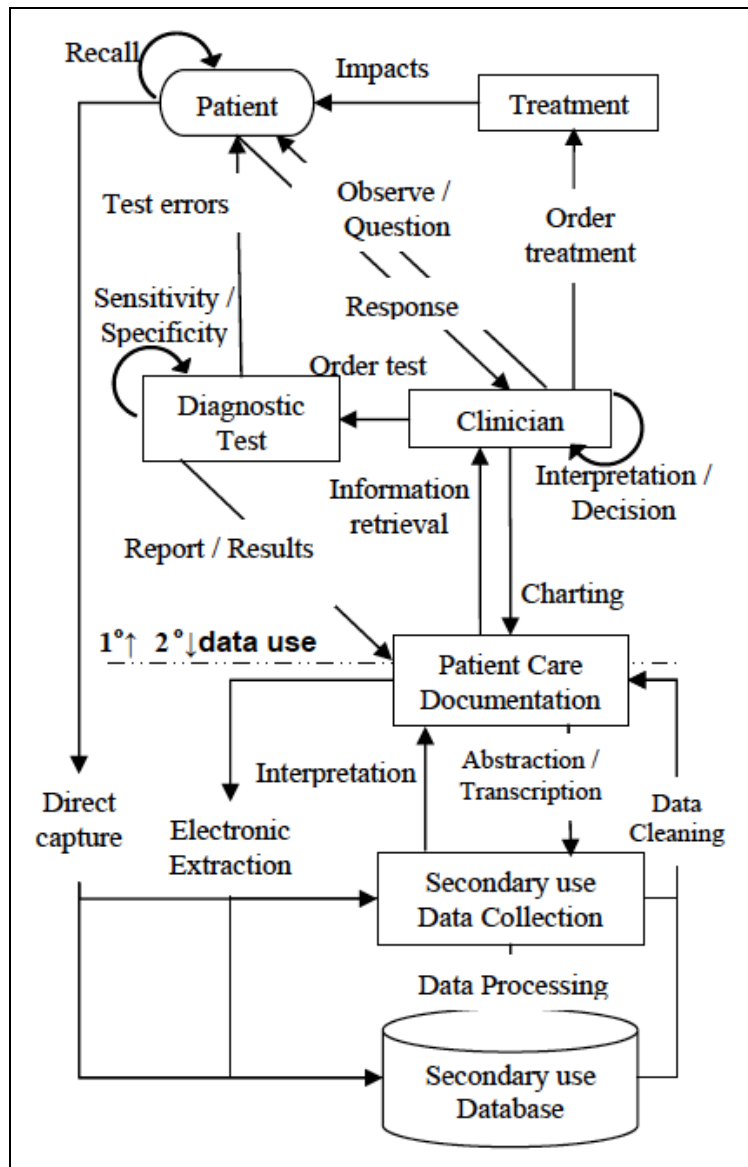 Recall
Impacts
Patient
Treatment
Test errors
Observe /
Question
Order
treatment
Sensitivity /
Specificity
Response
Order test
Diagnostic
Test
Clinician
Information
retrieval
Interpretation /
Decision
Report / Results
Charting
1°↑ 2°↓data use
Patient Care
Documentation
Interpretation
Abstraction /
Transcription
Direct
capture
Electronic
Extraction
Data
Cleaning
Secondary use
Data Collection
Data Processing
Secondary use
Database